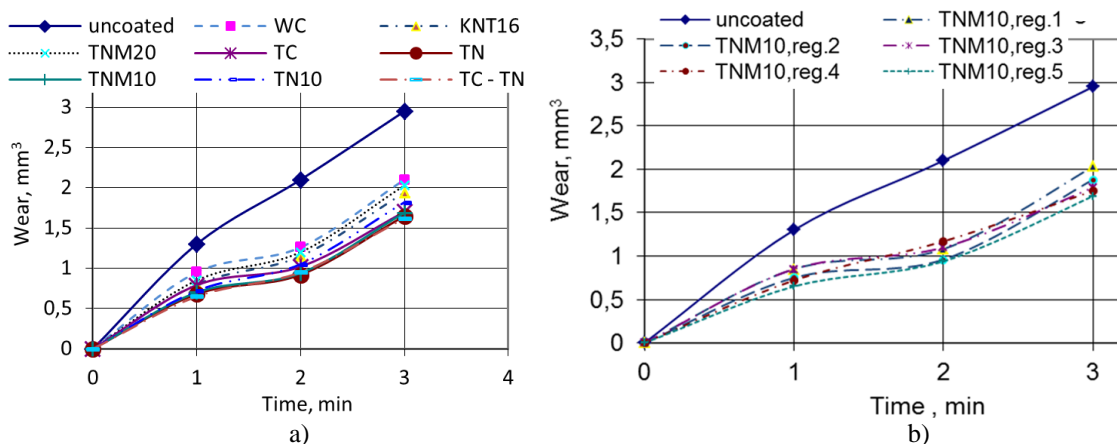 uncoated WC KNT16
TNM20 TC TN
TNM10 TN10 TC - TN
3
2,5
2
1,5
1
0,5
0
Wear, mm³
0 1 2 3 4
Time, min
a)
uncoated TNM10,reg.1
TNM10,reg.2 TNM10,reg.3
TNM10,reg.4 TNM10,reg.5
3,5
3
2,5
2
1,5
1
0,5
0
Wear, mm³
0 1 2 3
Time , min
b)